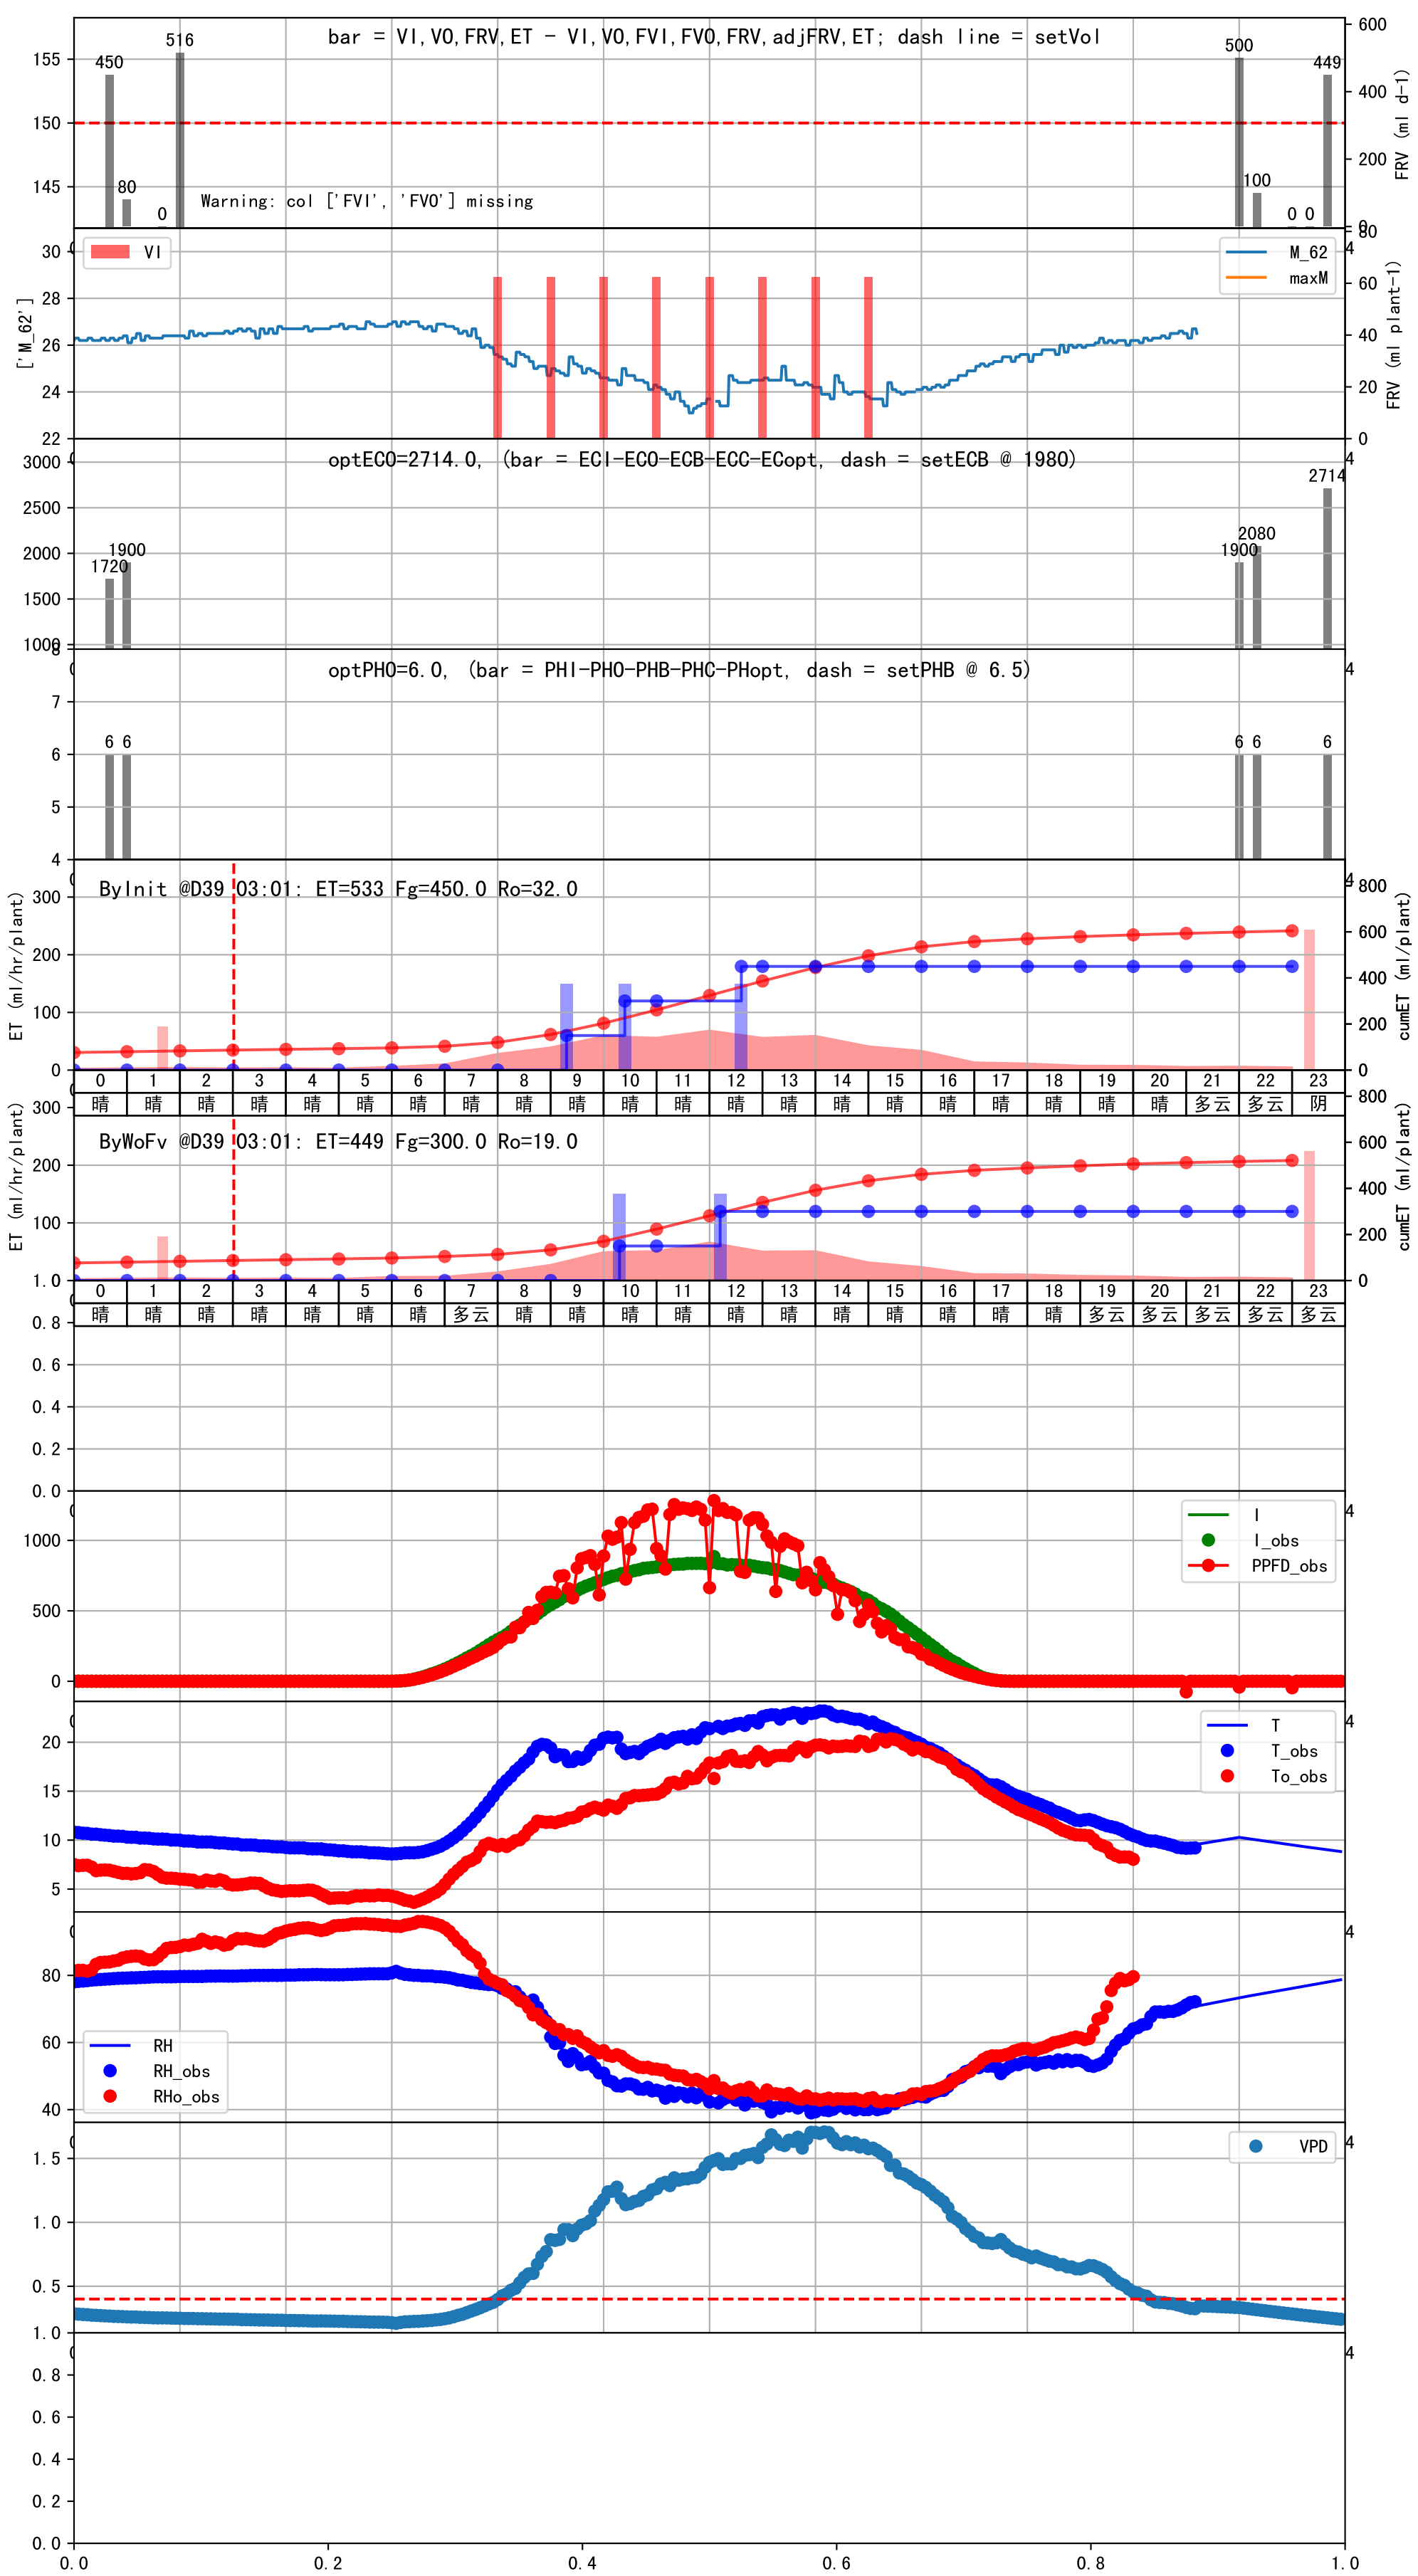 bar = VI,VO,FRV,ET - VI,VO,FVI,FVO,FRV,adjFRV,ET; dash line = setVol
450 80 0 516 500 100 0 0 449
Warning: col ['FVI', 'FVO'] missing
155 150 145
600 400 200 0
FRV (ml d-1)
VI
M_62
maxM
['M_62']
30 28 26 24 22
80 60 40 20 0
FRV (ml plant-1)
optECO=2714.0, (bar = ECI-ECO-ECB-ECC-ECopt, dash = setECB @ 1980)
3000 2500 2000 1500 1000
1720 1900 1900 2080 2714
optPHO=6.0, (bar = PHI-PHO-PHB-PHC-PHopt, dash = setPHB @ 6.5)
8 7 6 5 4
6 6 6 6 6
ByInit @D39 03:01: ET=533 Fg=450.0 Ro=32.0
ET (ml/hr/plant)
300 200 100 0
800 600 400 200 0
cumET (ml/plant)
0 1 2 3 4 5 6 7 8 9 10 11 12 13 14 15 16 17 18 19 20 21 22 23
晴 晴 晴 晴 晴 晴 晴 晴 晴 晴 晴 晴 晴 晴 晴 晴 晴 晴 晴 晴 晴 多云 多云 阴
ByWoFv @D39 03:01: ET=449 Fg=300.0 Ro=19.0
ET (ml/hr/plant)
300 200 100
800 600 400 200 0
cumET (ml/plant)
0 1 2 3 4 5 6 7 8 9 10 11 12 13 14 15 16 17 18 19 20 21 22 23
晴 晴 晴 晴 晴 晴 晴 多云 晴 晴 晴 晴 晴 晴 晴 晴 晴 晴 晴 多云 多云 多云 多云 多云
1.0 0.8 0.6 0.4 0.2 0.0
I
I_obs
PPFD_obs
1000 500 0
T
T_obs
To_obs
20 15 10 5
RH
RH_obs
RHo_obs
80 60 40
VPD
1.5 1.0 0.5
1.0 0.8 0.6 0.4 0.2 0.0
0.0 0.2 0.4 0.6 0.8 1.0